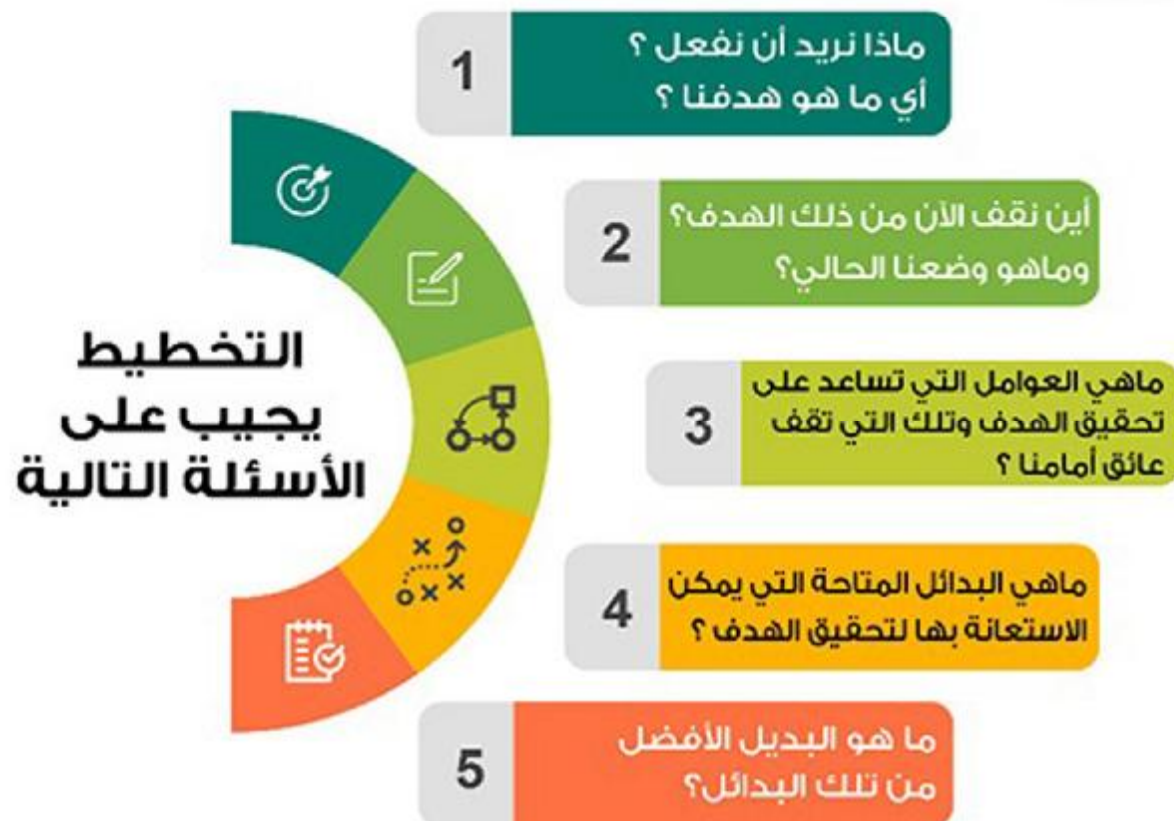 التخطيط
يجيب على
الأسئلة التالية
1
ماذا نريد أن نفعل ؟
أي ما هو هدفنا ؟
2
أين نقف الآن من ذلك الهدف؟
وماهو وضعنا الحالي؟
3
ماهي العوامل التي تساعد على
تحقيق الهدف وتلك التي تقف
عائق أمامنا ؟
4
ماهي البدائل المتاحة التي يمكن
الاستعانة بها لتحقيق الهدف ؟
5
ما هو البديل الأفضل
من تلك البدائل؟